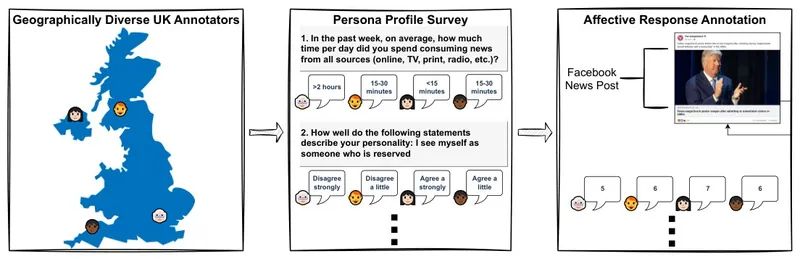 Geographically Diverse UK Annotators
Persona Profile Survey
1. In the past week, on average, how much
time per day did you spend consuming news
from all sources (online, TV, print, radio, etc.)?
>2 hours
15-30
minutes
<15
minutes
15-30
minutes
2. How well do the following statements
describe your personality: I see myself as
someone who is reserved
Disagree
strongly
Disagree
a little
Agree a
strongly
Agree a
little
Affective Response Annotation
Facebook
News Post
5
6
7
6